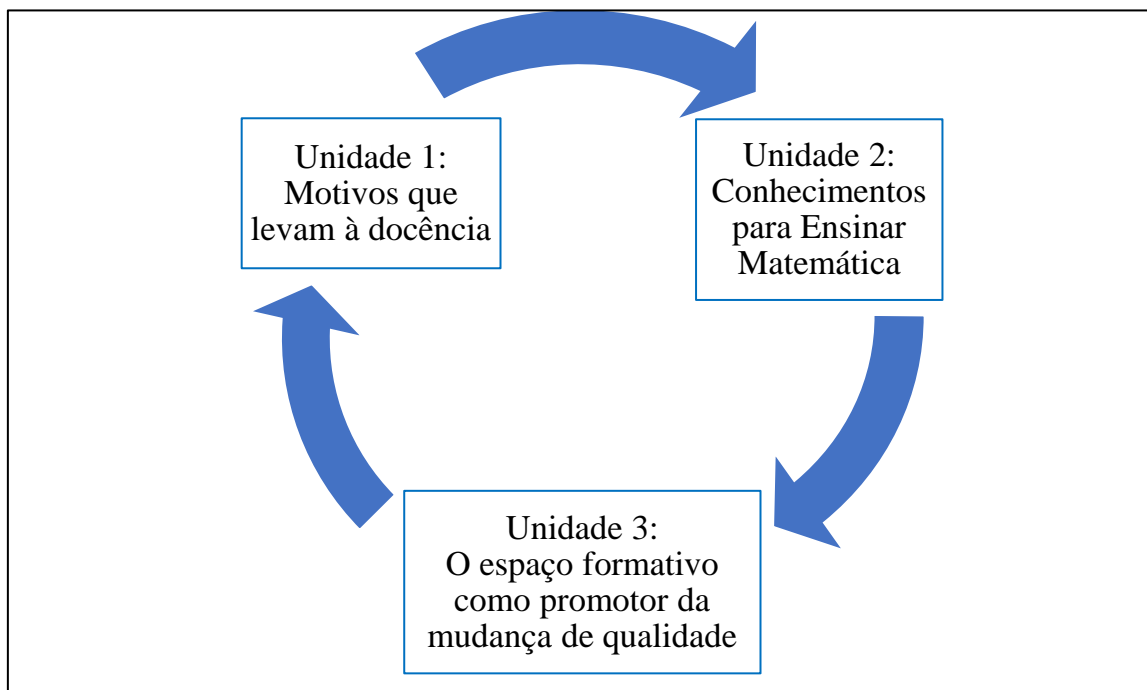 Unidade 1:
Motivos que
levam à docência
Unidade 2:
Conhecimentos
para Ensinar
Matemática
Unidade 3:
O espaço formativo
como promotor da
mudança de qualidade